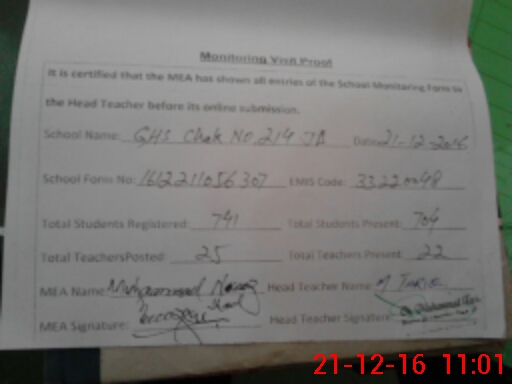 Monitoring Visit Proof
It is certified that the MEA has shown all entries of the School Monitoring Form to
the Head Teacher before its online submission.
School Name: GHS Chak No. 214 JB Date: 21-12-2016
School Form No: EMIS Code: 33220048
Total Students Registered: 741 Total Students Present: 704
Total TeachersPosted: 25 Total Teachers Present: 22
MEA Name: Muhammad Nawaz Head Teacher Name: M Tariq
MEA Signature: Head Teacher Signature:
21-12-16 11:01